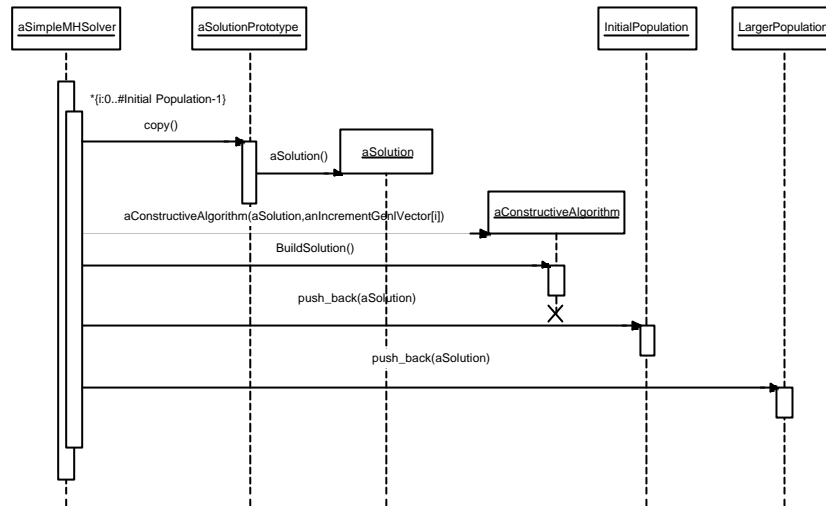 aSimpleMHSolver
aSolutionPrototype
InitialPopulation
LargerPopulation
*{i:0..#Initial Population-1}
copy()
aSolution()
aSolution
aConstructiveAlgorithm(aSolution,anIncrementGenlVector[i])
aConstructiveAlgorithm
BuildSolution()
push_back(aSolution)
push_back(aSolution)